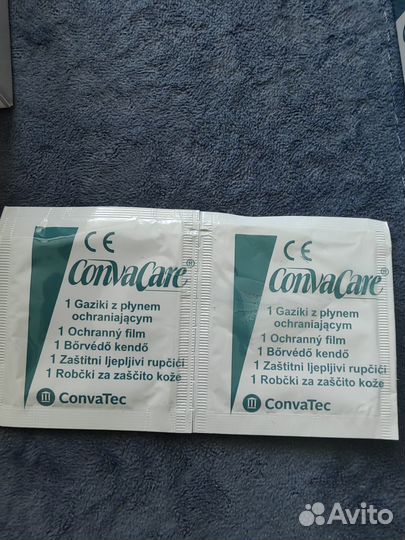 CE
ConvaCare®
1 Gaziki z płynem
ochraniającym
1 Ochranný film
1 Bőrvédő kendő
1 Zaštitni ljepljivi rupčići
1 Robčki za zaščito kože
ConvaTec
CE
ConvaCare®
1 Gaziki z płynem
ochraniającym
1 Ochranný film
1 Bőrvédő kendő
1 Zaštitni ljepljivi rupčići
1 Robčki za zaščito kože
ConvaTec
Avito